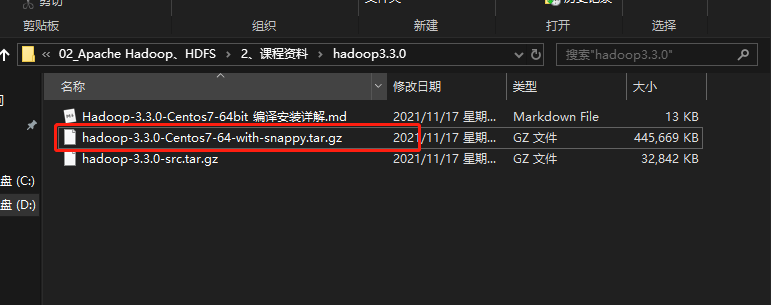 剪切
剪贴板 组织 新建 打开 选择
« 02_Apache Hadoop、HDFS > 2、课程资料 > hadoop3.3.0 搜索"hadoop3.3.0"
名称 修改日期 类型 大小
Hadoop-3.3.0-Centos7-64bit 编译安装详解.md 2021/11/17 星期... Markdown File 13 KB
hadoop-3.3.0-Centos7-64-with-snappy.tar.gz 2021/11/17 星期... GZ 文件 445,669 KB
hadoop-3.3.0-src.tar.gz 2021/11/17 星期... GZ 文件 32,842 KB
盘 (C:)
盘 (D:)